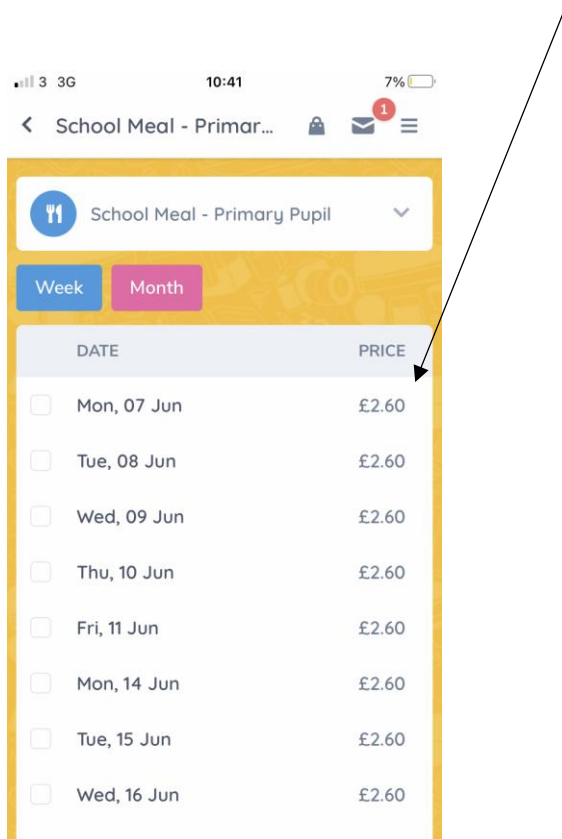 3 3G 10:41 7%
School Meal - Primar... 1
School Meal - Primary Pupil
Week Month
DATE PRICE
Mon, 07 Jun £2.60
Tue, 08 Jun £2.60
Wed, 09 Jun £2.60
Thu, 10 Jun £2.60
Fri, 11 Jun £2.60
Mon, 14 Jun £2.60
Tue, 15 Jun £2.60
Wed, 16 Jun £2.60